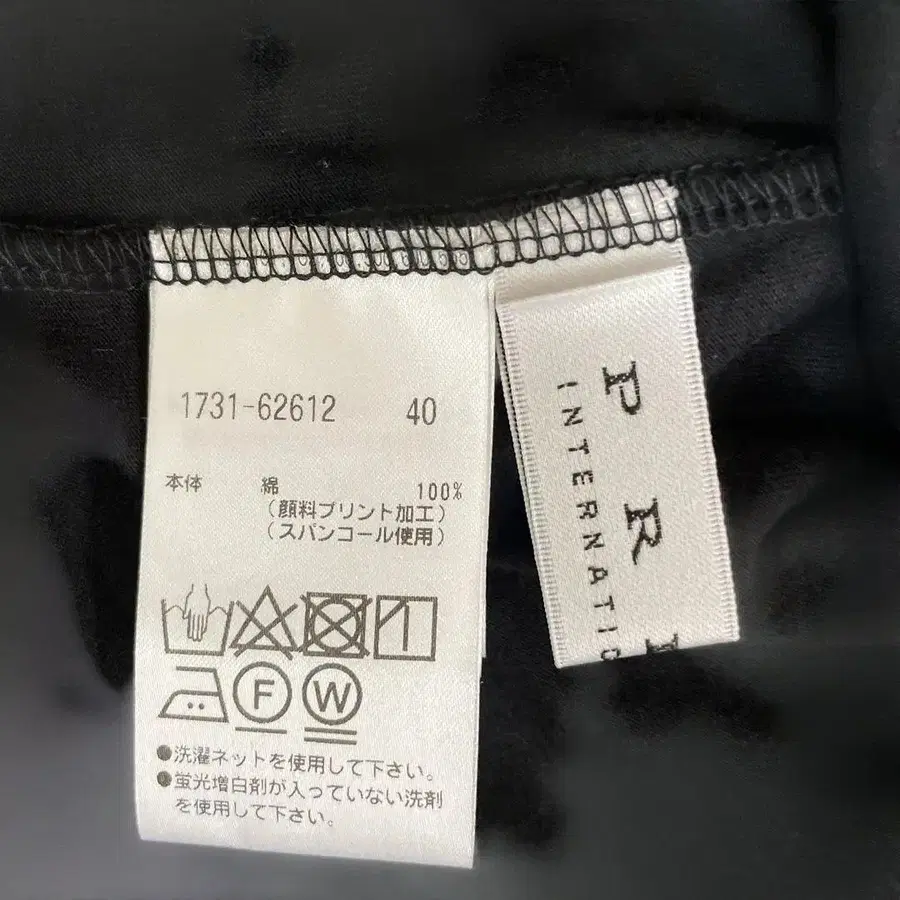 1731-62612 40
本体 綿 100%
(顔料プリント加工)
(スパンコール使用)
F W
●洗濯ネットを使用して下さい。
●蛍光増白剤が入っていない洗剤
を使用して下さい。
P R
INTERNATIO